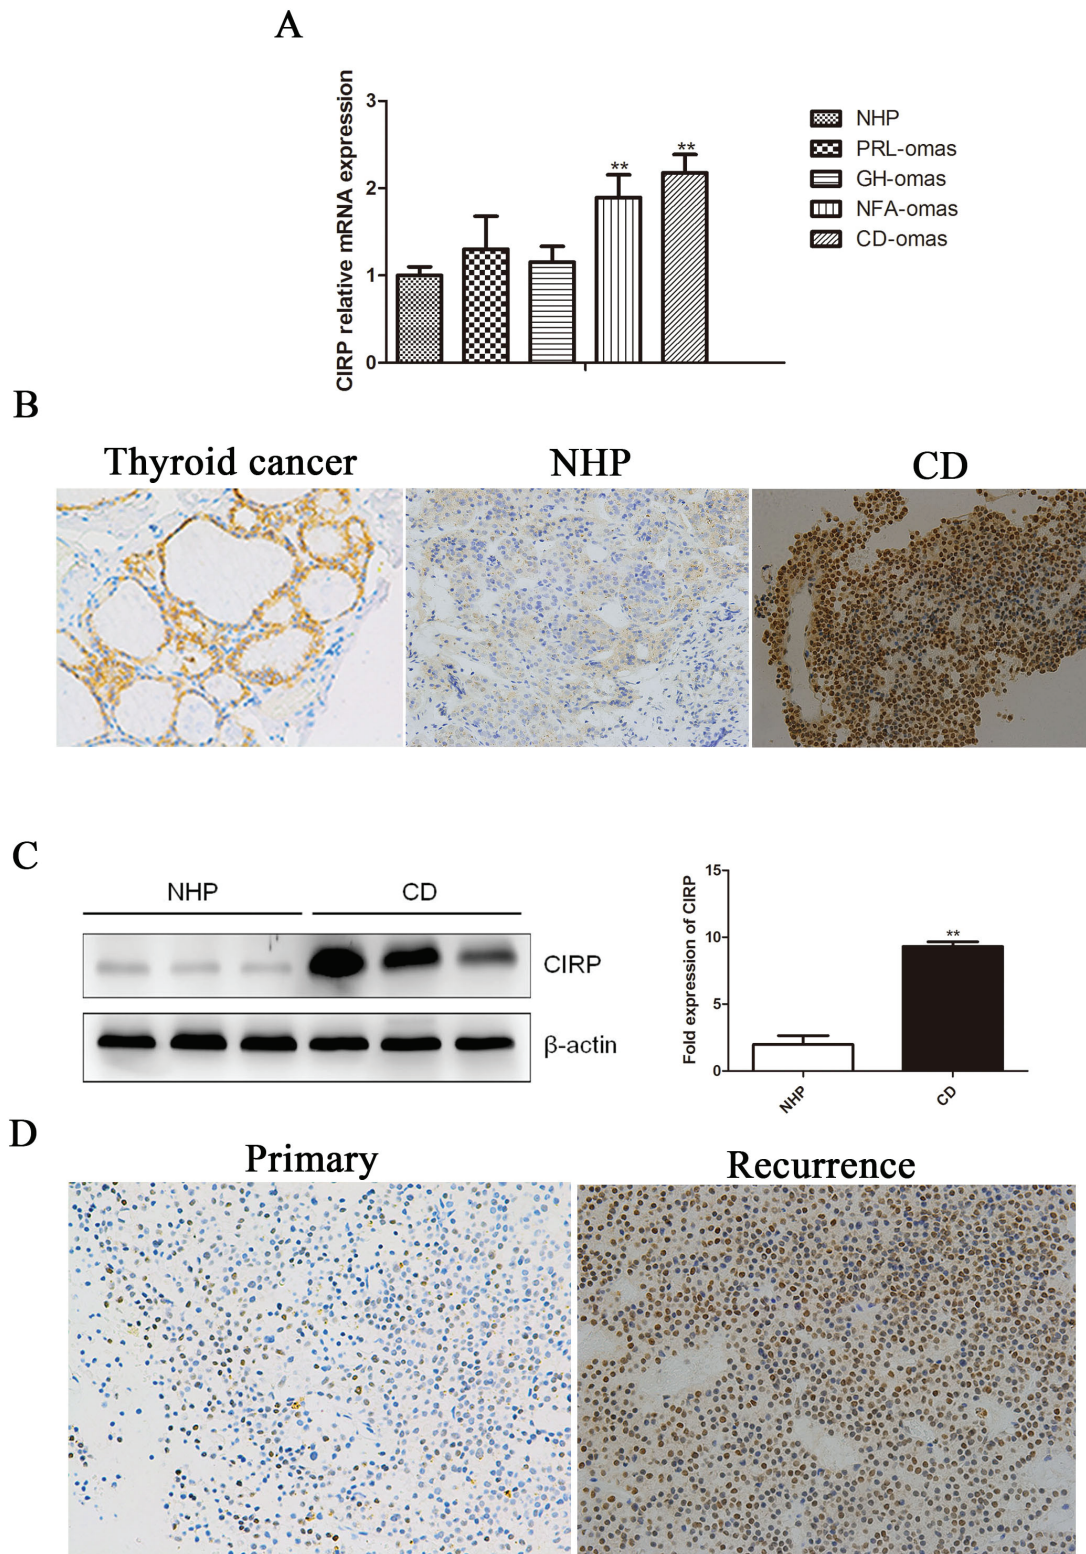 A
CIRP relative mRNA expression
3
2
1
0
**
**
NHP
PRL-omas
GH-omas
NFA-omas
CD-omas
B
Thyroid cancer
NHP
CD
C
NHP
CD
CIRP
β-actin
Fold expression of CIRP
15
10
5
0
**
NHP
CD
D
Primary
Recurrence